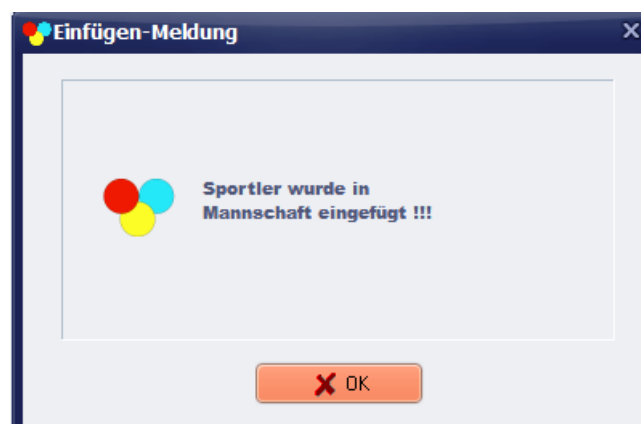 Einfügen-Meldung
Sportler wurde in
Mannschaft eingefügt !!!
OK